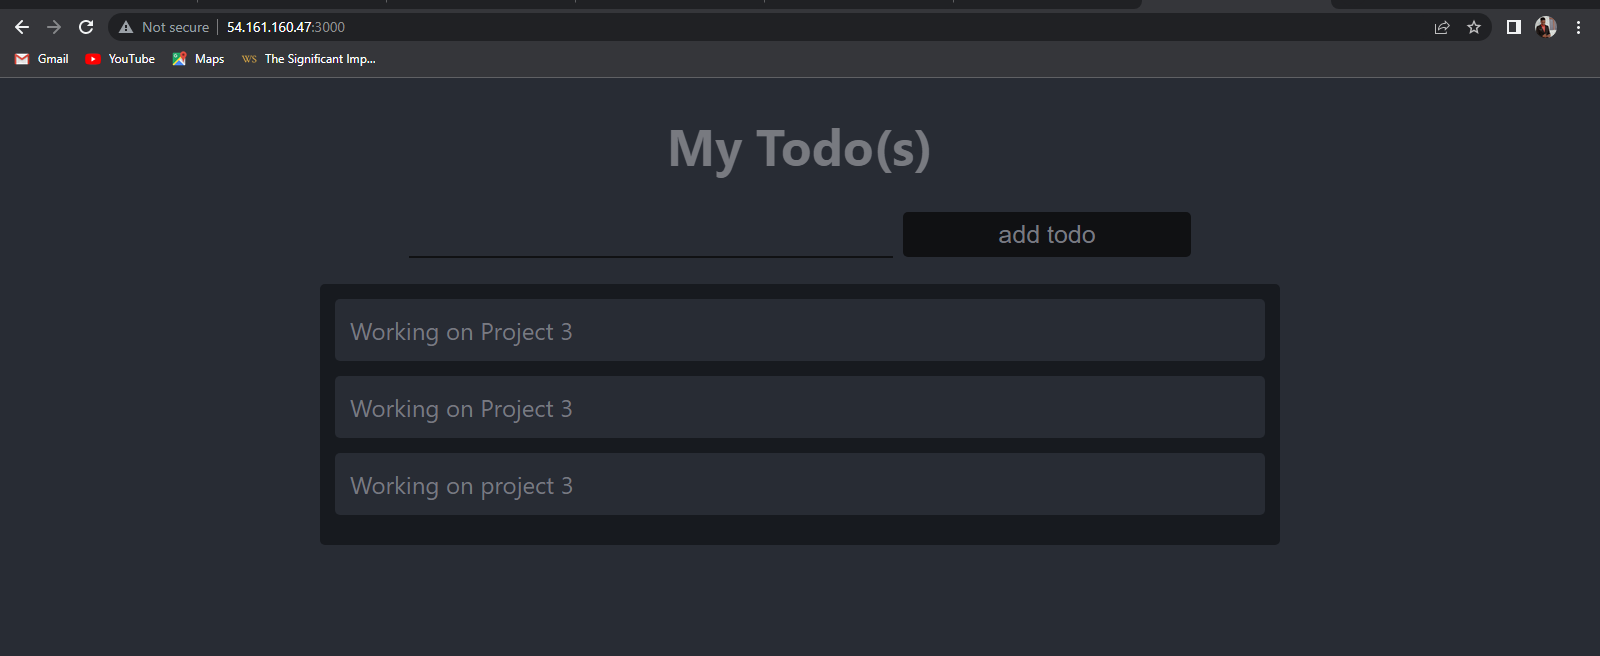 Not secure | 54.161.160.47:3000
Gmail YouTube Maps WS The Significant Imp...
My Todo(s)
add todo
Working on Project 3
Working on Project 3
Working on project 3